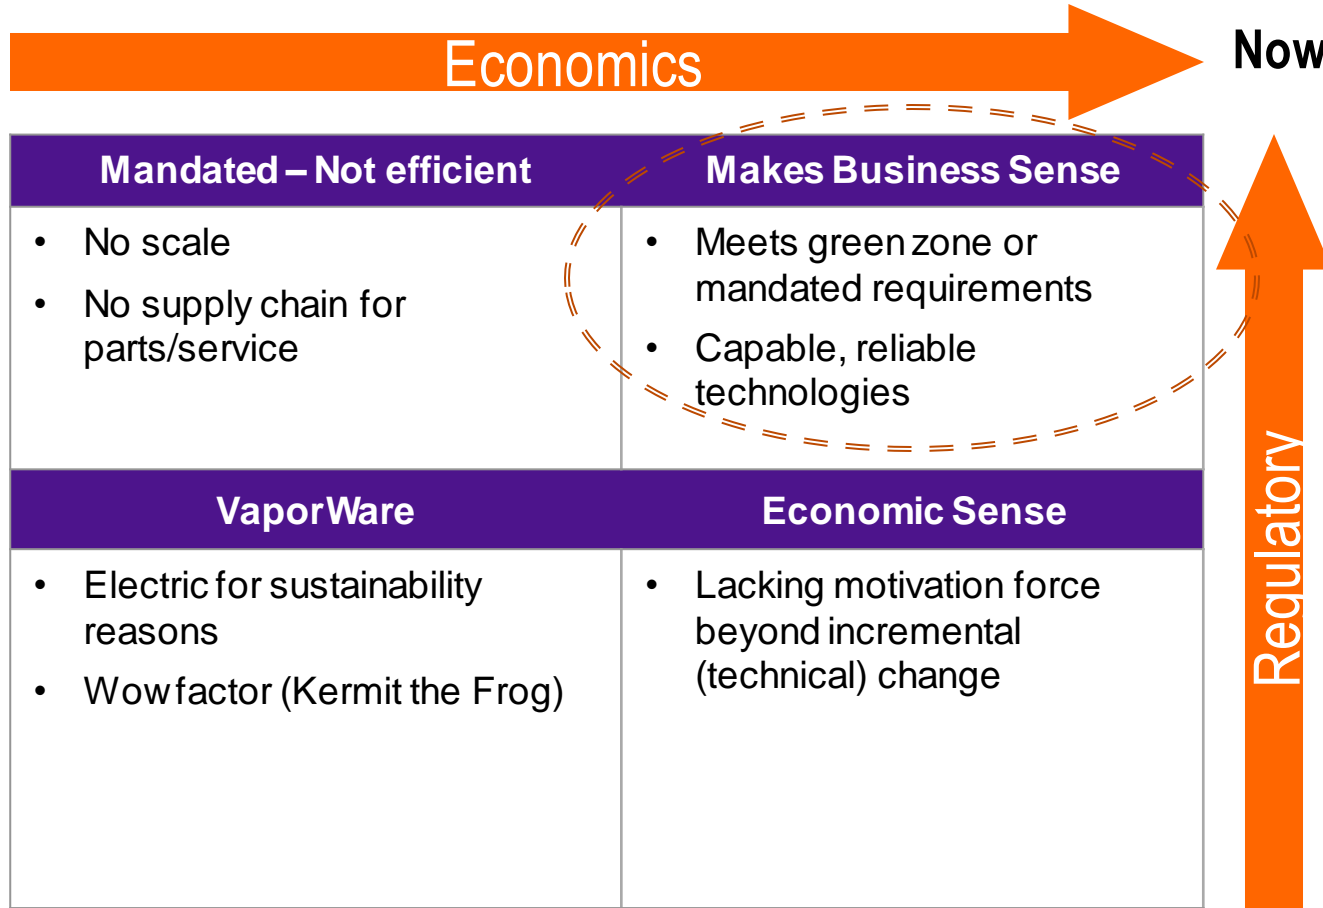 Economics
Now
Mandated – Not efficient
Makes Business Sense
• No scale
• No supply chain for
parts/service
• Meets green zone or
mandated requirements
• Capable, reliable
technologies
VaporWare
Economic Sense
• Electric for sustainability
reasons
• Wow factor (Kermit the Frog)
• Lacking motivation force
beyond incremental
(technical) change
Regulatory